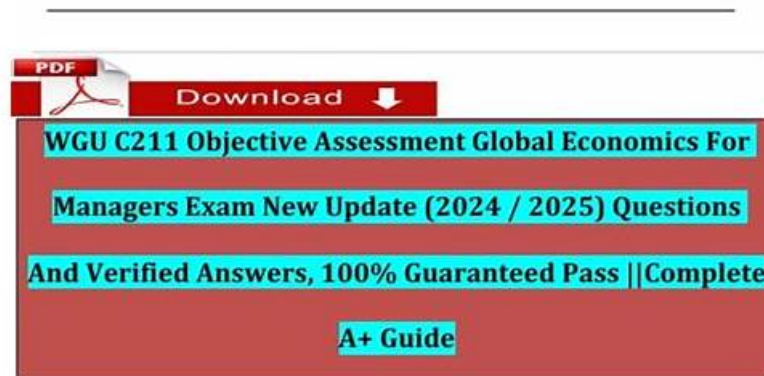 PDF
Download
WGU C211 Objective Assessment Global Economics For
Managers Exam New Update (2024 / 2025) Questions
And Verified Answers, 100% Guaranteed Pass ||Complete
A+ Guide